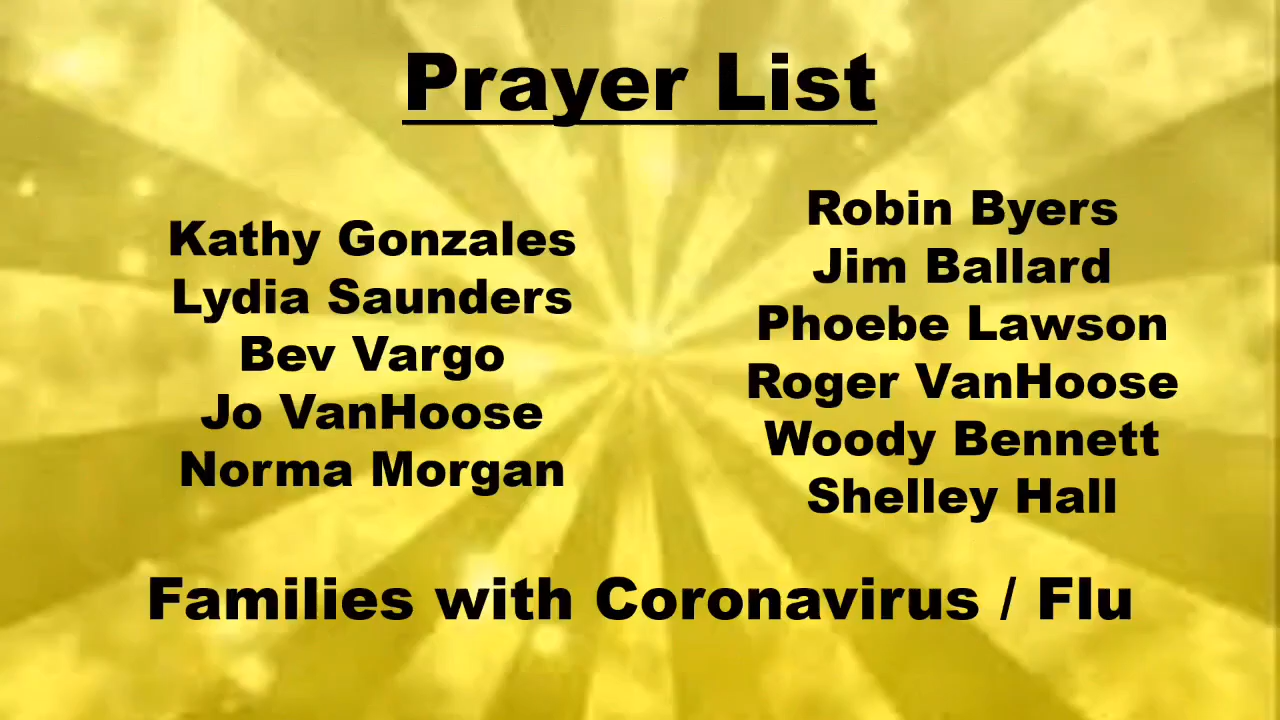 Prayer List
Kathy Gonzales
Lydia Saunders
Bev Vargo
Jo VanHoose
Norma Morgan
Robin Byers
Jim Ballard
Phoebe Lawson
Roger VanHoose
Woody Bennett
Shelley Hall
Families with Coronavirus / Flu